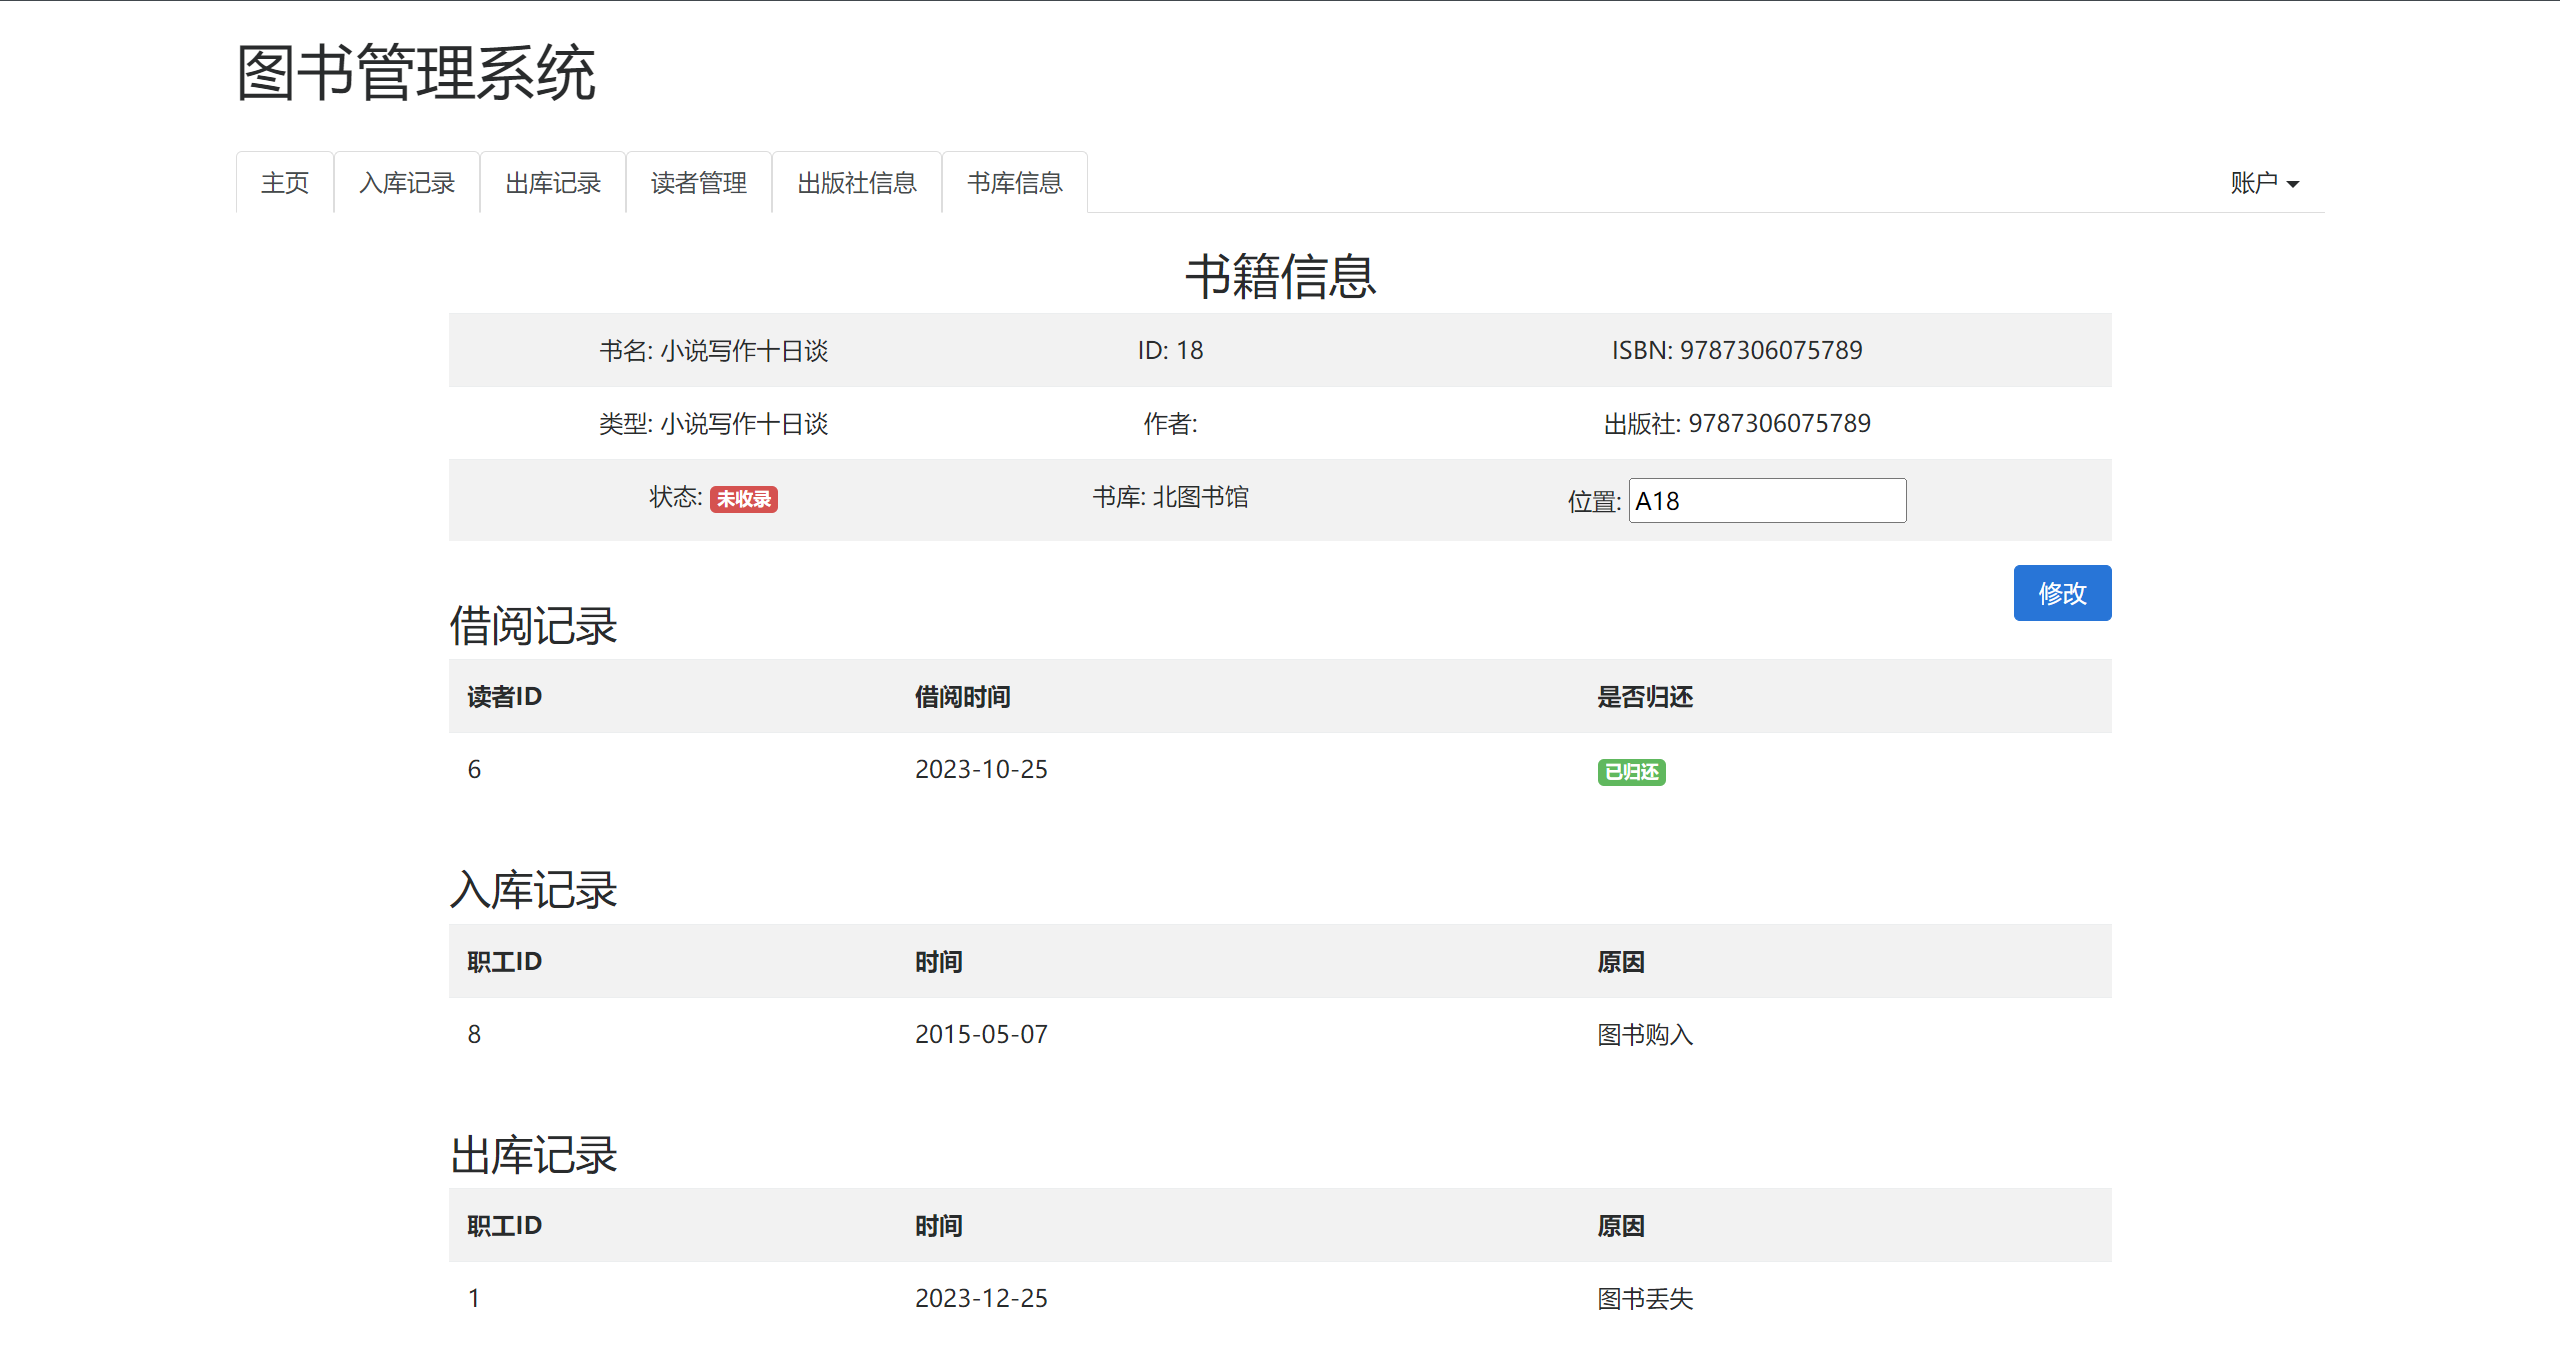 图书管理系统
主页 入库记录 出库记录 读者管理 出版社信息 书库信息 账户
书籍信息
书名: 小说写作十日谈 ID: 18 ISBN: 9787306075789
类型: 小说写作十日谈 作者: 出版社: 9787306075789
状态: 未收录 书库: 北图书馆 位置: A18
修改
借阅记录
读者ID 借阅时间 是否归还
6 2023-10-25 已归还
入库记录
职工ID 时间 原因
8 2015-05-07 图书购入
出库记录
职工ID 时间 原因
1 2023-12-25 图书丢失